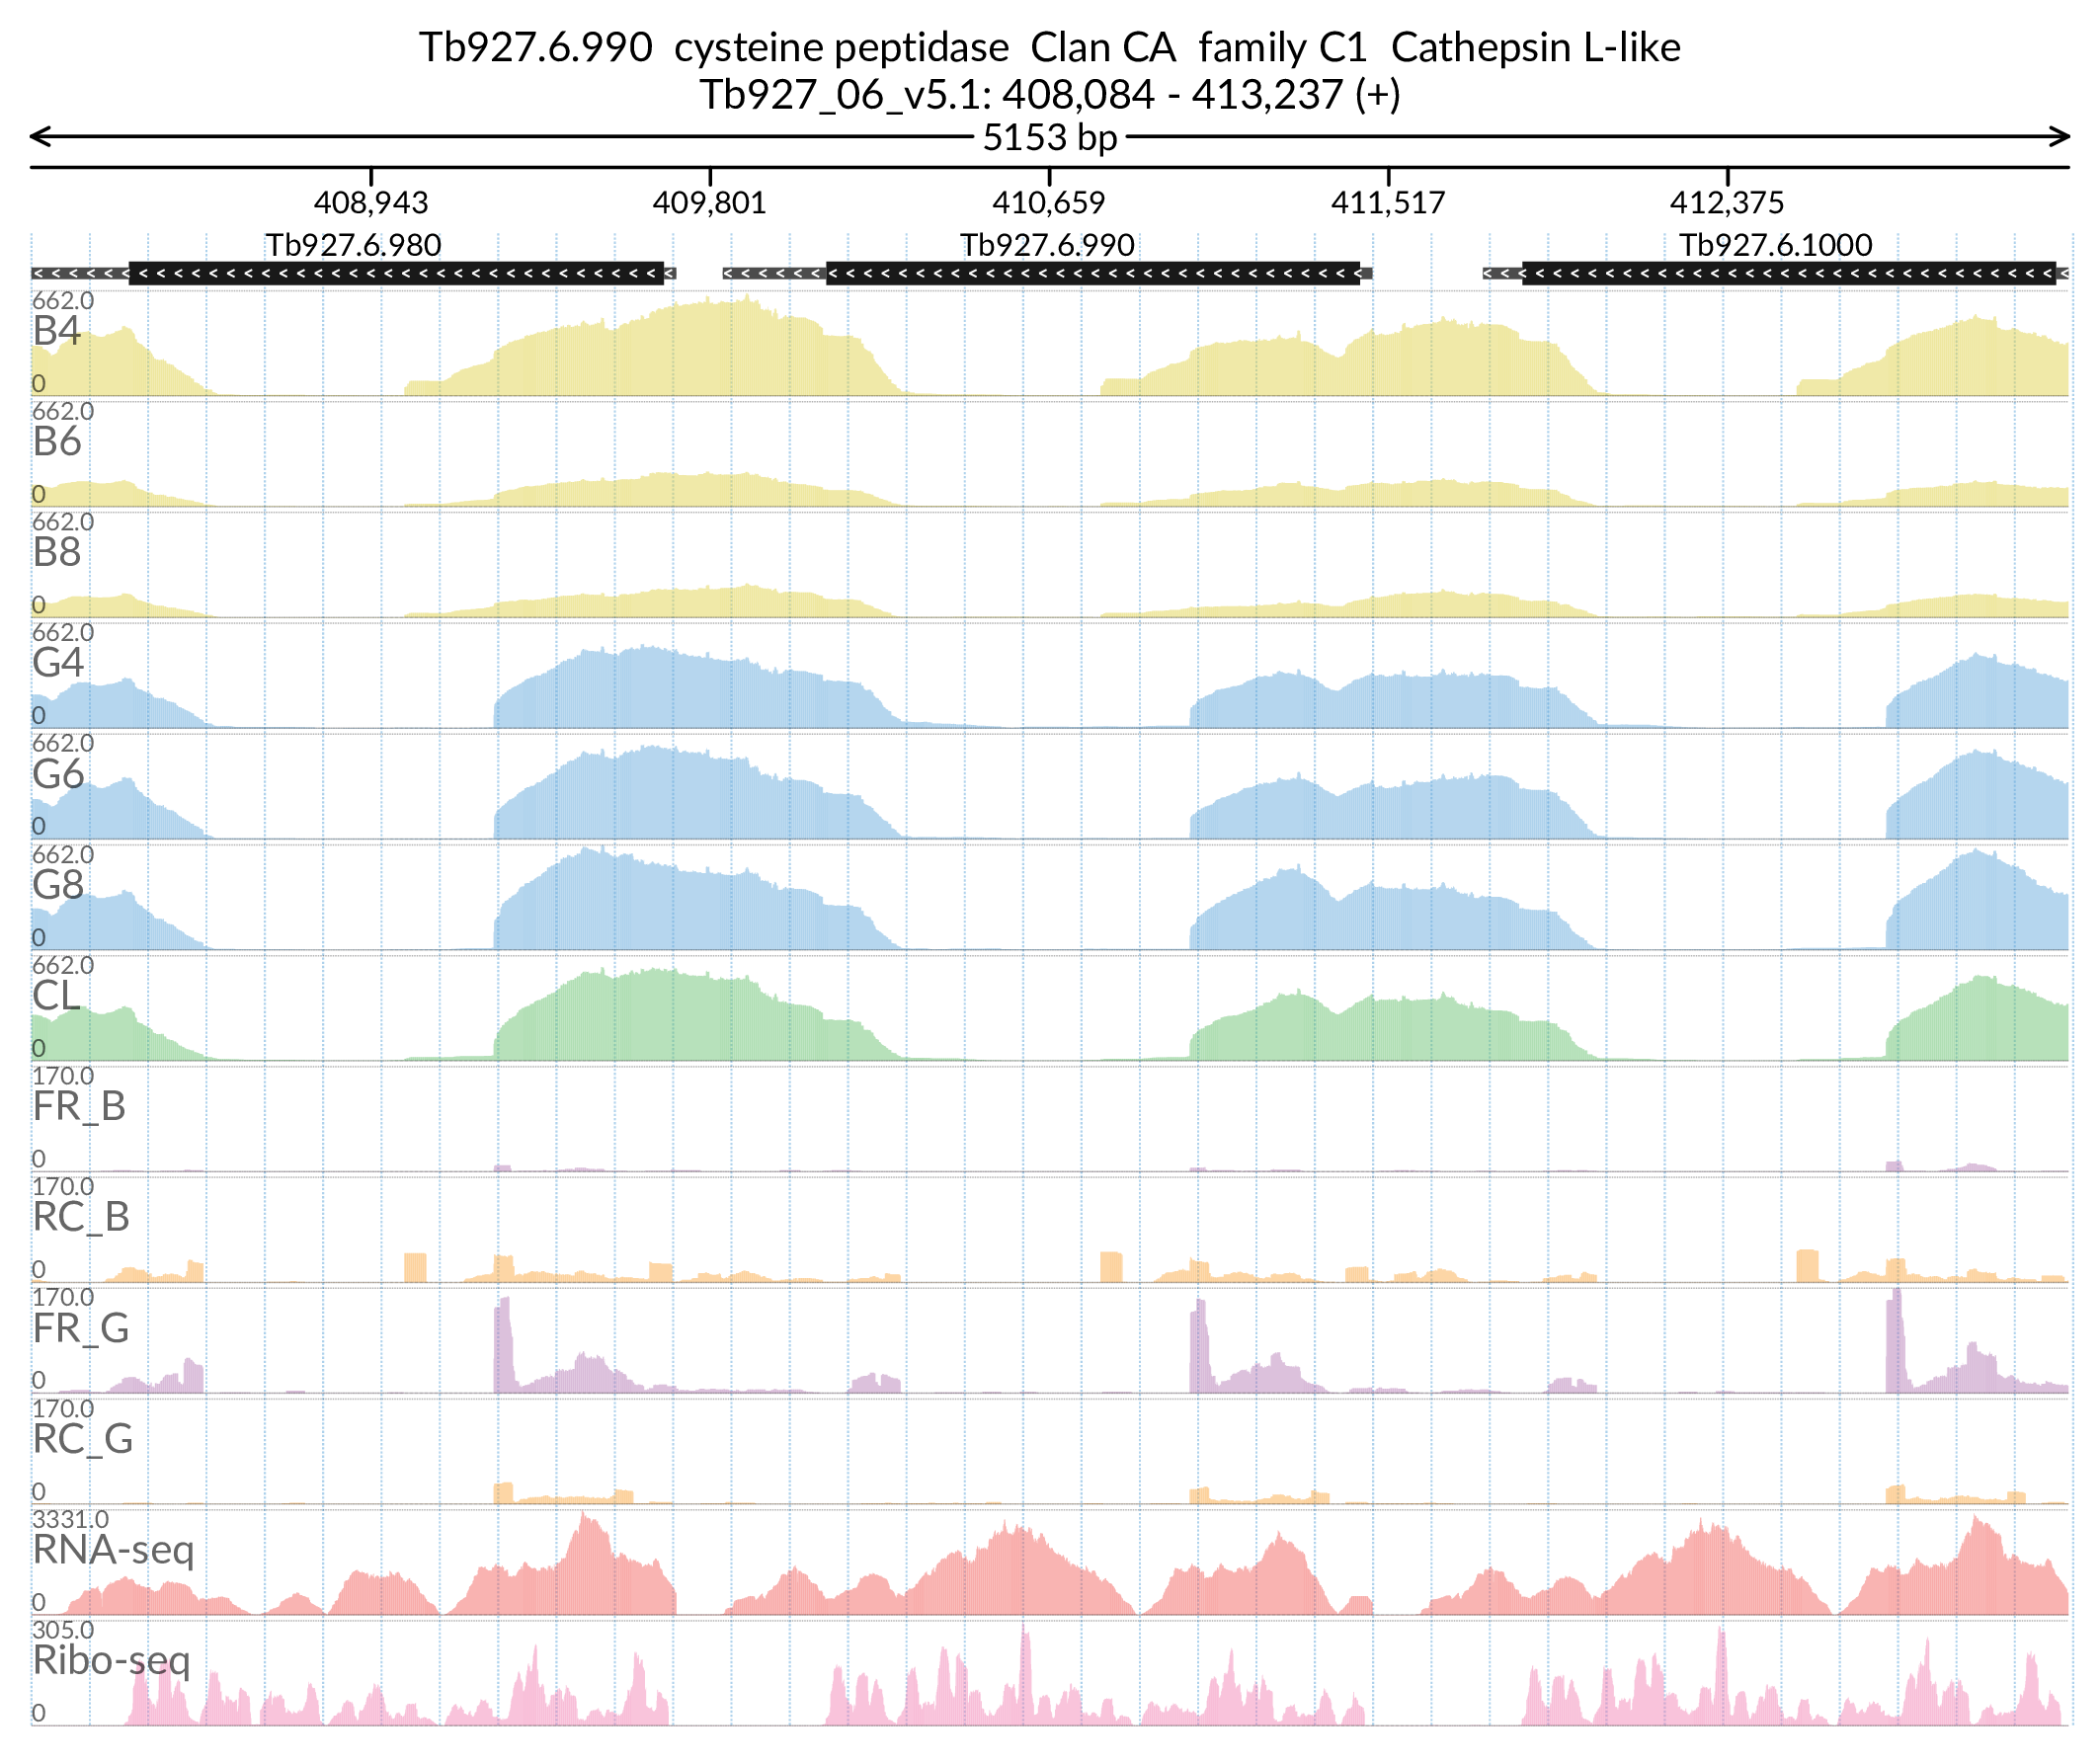 Tb927.6.990 cysteine peptidase Clan CA family C1 Cathepsin L-like
Tb927_06_v5.1: 408,084 - 413,237 (+)
5153 bp
408,943 409,801 410,659 411,517 412,375
Tb927.6.980 Tb927.6.990 Tb927.6.1000
662.0
B4
0
662.0
B6
0
662.0
B8
0
662.0
G4
0
662.0
G6
0
662.0
G8
0
662.0
CL
0
170.0
FR_B
0
170.0
RC_B
0
170.0
FR_G
0
170.0
RC_G
0
3331.0
RNA-seq
0
305.0
Ribo-seq
0